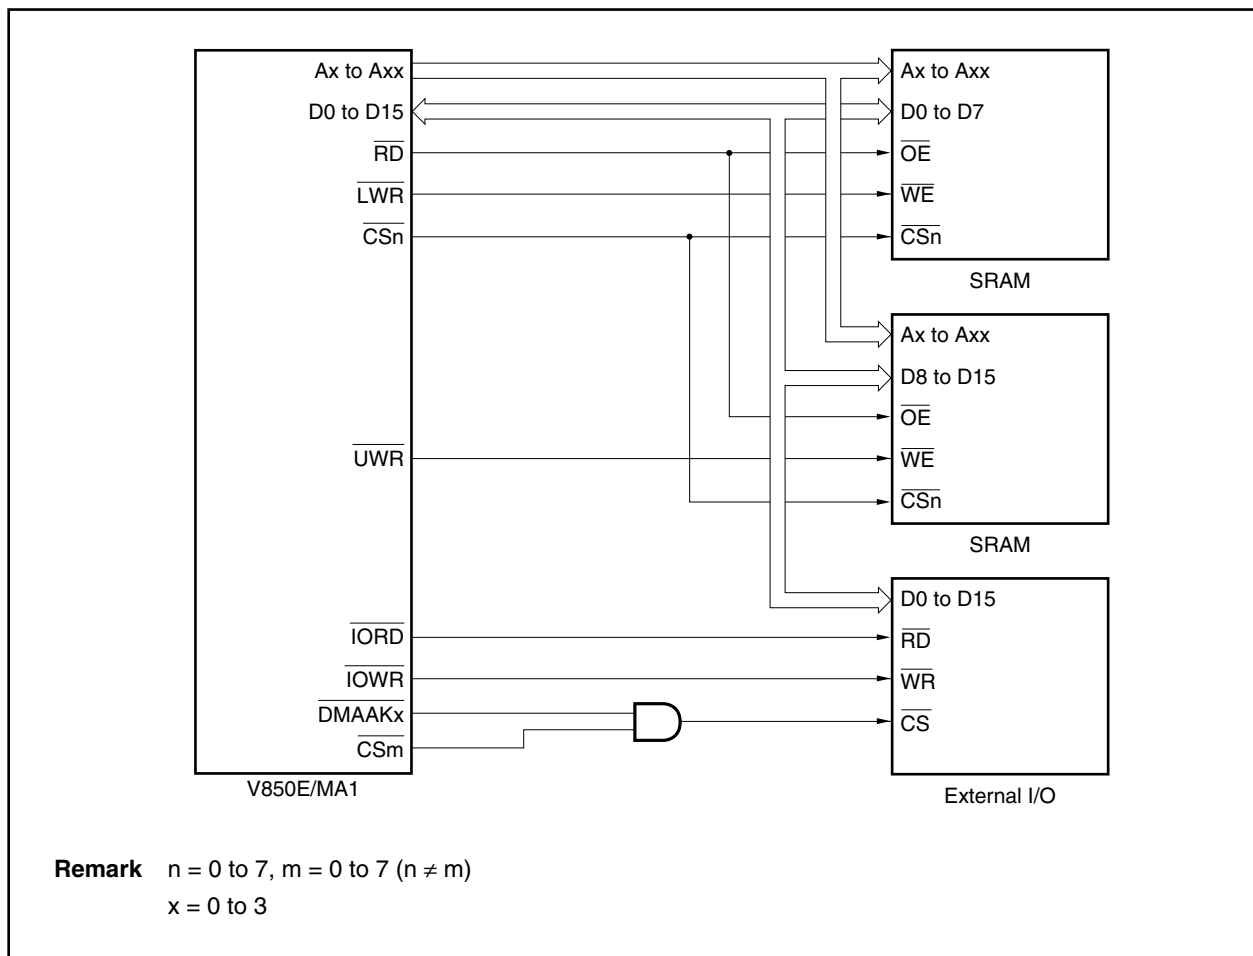 Ax to Axx
D0 to D15
RD
LWR
CSn
UWR
IORD
IOWR
DMAAKx
CSm
V850E/MA1
Ax to Axx
D0 to D7
OE
WE
CSn
SRAM
Ax to Axx
D8 to D15
OE
WE
CSn
SRAM
D0 to D15
RD
WR
CS
External I/O
Remark n = 0 to 7, m = 0 to 7 (n ≠ m)
x = 0 to 3